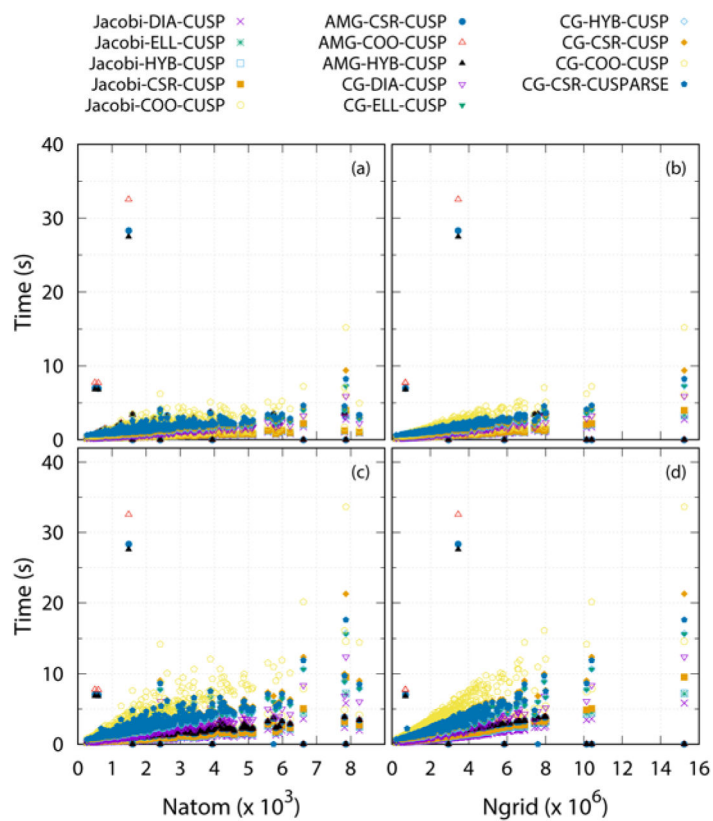 Jacobi-DIA-CUSP AMG-CSR-CUSP CG-HYB-CUSP
Jacobi-ELL-CUSP AMG-COO-CUSP CG-CSR-CUSP
Jacobi-HYB-CUSP AMG-HYB-CUSP CG-COO-CUSP
Jacobi-CSR-CUSP CG-DIA-CUSP CG-CSR-CUSPARSE
Jacobi-COO-CUSP CG-ELL-CUSP
40 (a) (b)
30
Time (s)
20
10
0
40 (c) (d)
30
Time (s)
20
10
0
0 1 2 3 4 5 6 7 8 0 2 4 6 8 10 12 14 16
Natom (x 10³) Ngrid (x 10⁶)